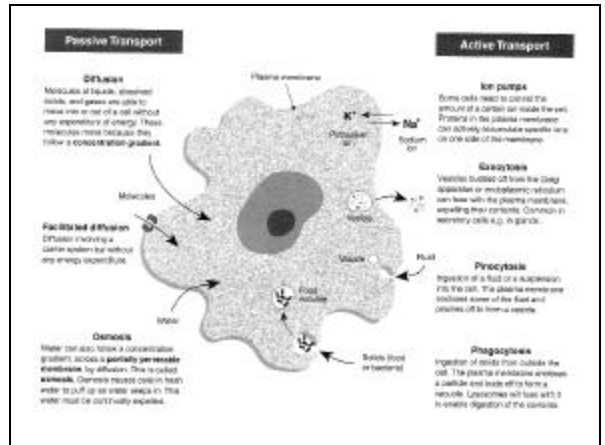 Passive Transport
Diffusion
Molecules of liquids, dissolved
solids, and gases are able to
move into or out of a cell without
any expenditure of energy. These
molecules move because they
follow a concentration gradient.
Molecules
Facilitated diffusion
Diffusion involving a
carrier system but without
any energy expenditure.
Water
Osmosis
Water can also follow a concentration
gradient, across a partially permeable
membrane, by diffusion. This is called
osmosis. Osmosis causes cells in fresh
water to puff up as water seeps in. This
water must be continually expelled.
Plasma membrane
K+
Potassium
ion
Na+
Sodium
ion
Vesicle
Vesicle
Fluid
Food
vacuole
Solids (food
or bacteria)
Active Transport
Ion pumps
Some cells need to control the
amount of a certain ion inside the cell.
Proteins in the plasma membrane
can actively accumulate specific ions
on one side of the membrane.
Exocytosis
Vesicles budded off from the Golgi
apparatus or endoplasmic reticulum
can fuse with the plasma membrane,
expelling their contents. Common in
secretory cells e.g. in glands.
Pinocytosis
Ingestion of a fluid or a suspension
into the cell. The plasma membrane
encloses some of the fluid and
pinches off to form a vesicle.
Phagocytosis
Ingestion of solids from outside the
cell. The plasma membrane encloses
a particle and buds off to form a
vacuole. Lysosomes will fuse with it
to enable digestion of the contents.